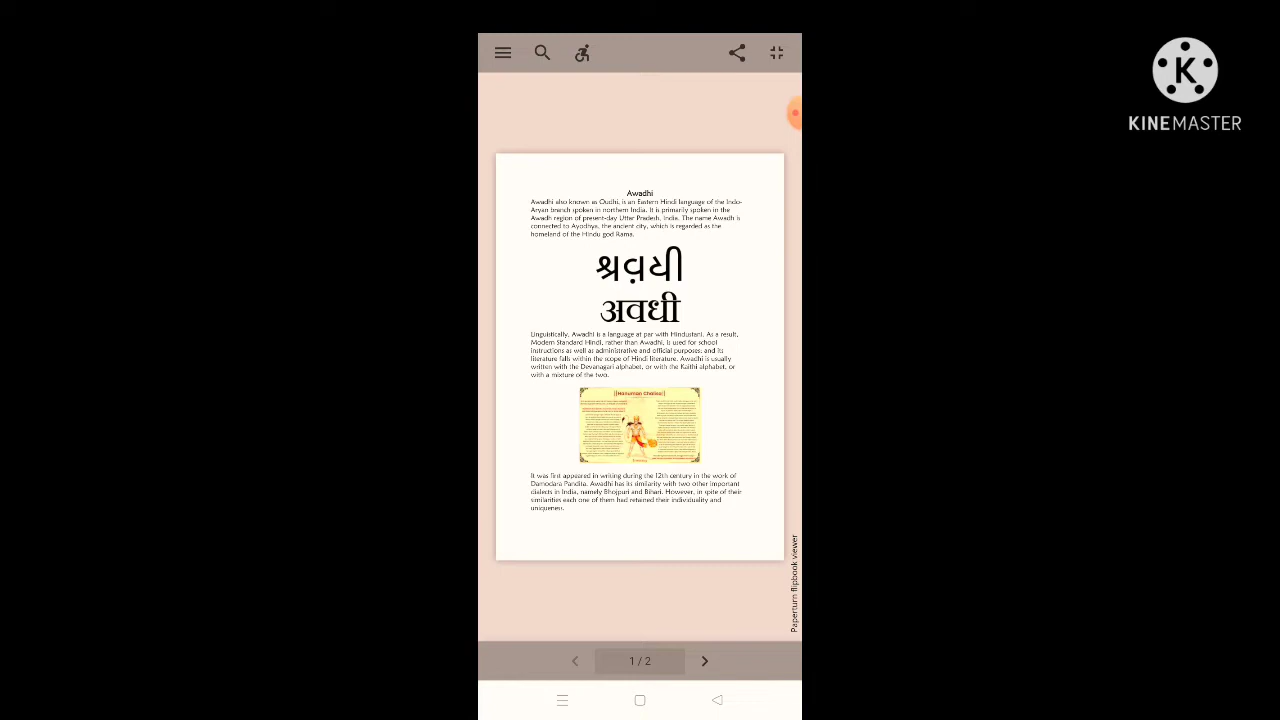 KINEMASTER
Awadhi
Awadhi also known as Oudhi, is an Eastern Hindi language of the Indo-
Aryan branch spoken in northern India. It is primarily spoken in the
Awadh region of present-day Uttar Pradesh, India. The name Awadh is
connected to Ayodhya, the ancient city, which is regarded as the
homeland of the Hindu god Rama.
अवधी
Linguistically, Awadhi is a language at par with Hindustani. As a result,
Modern Standard Hindi, rather than Awadhi, is used for school
instructions as well as administrative and official purposes; and its
literature falls within the scope of Hindi literature. Awadhi is usually
written with the Devanagari alphabet, or with the Kaithi alphabet, or
with a mixture of the two.
||Hanuman Chalisa||
It was first appeared in writing during the 12th century in the work of
Damodara Pandita. Awadhi has its similarity with two other important
dialects in India, namely Bhojpuri and Bihari. However, in spite of their
similarities each one of them had retained their individuality and
uniqueness.
Paperturn flipbook viewer
1 / 2